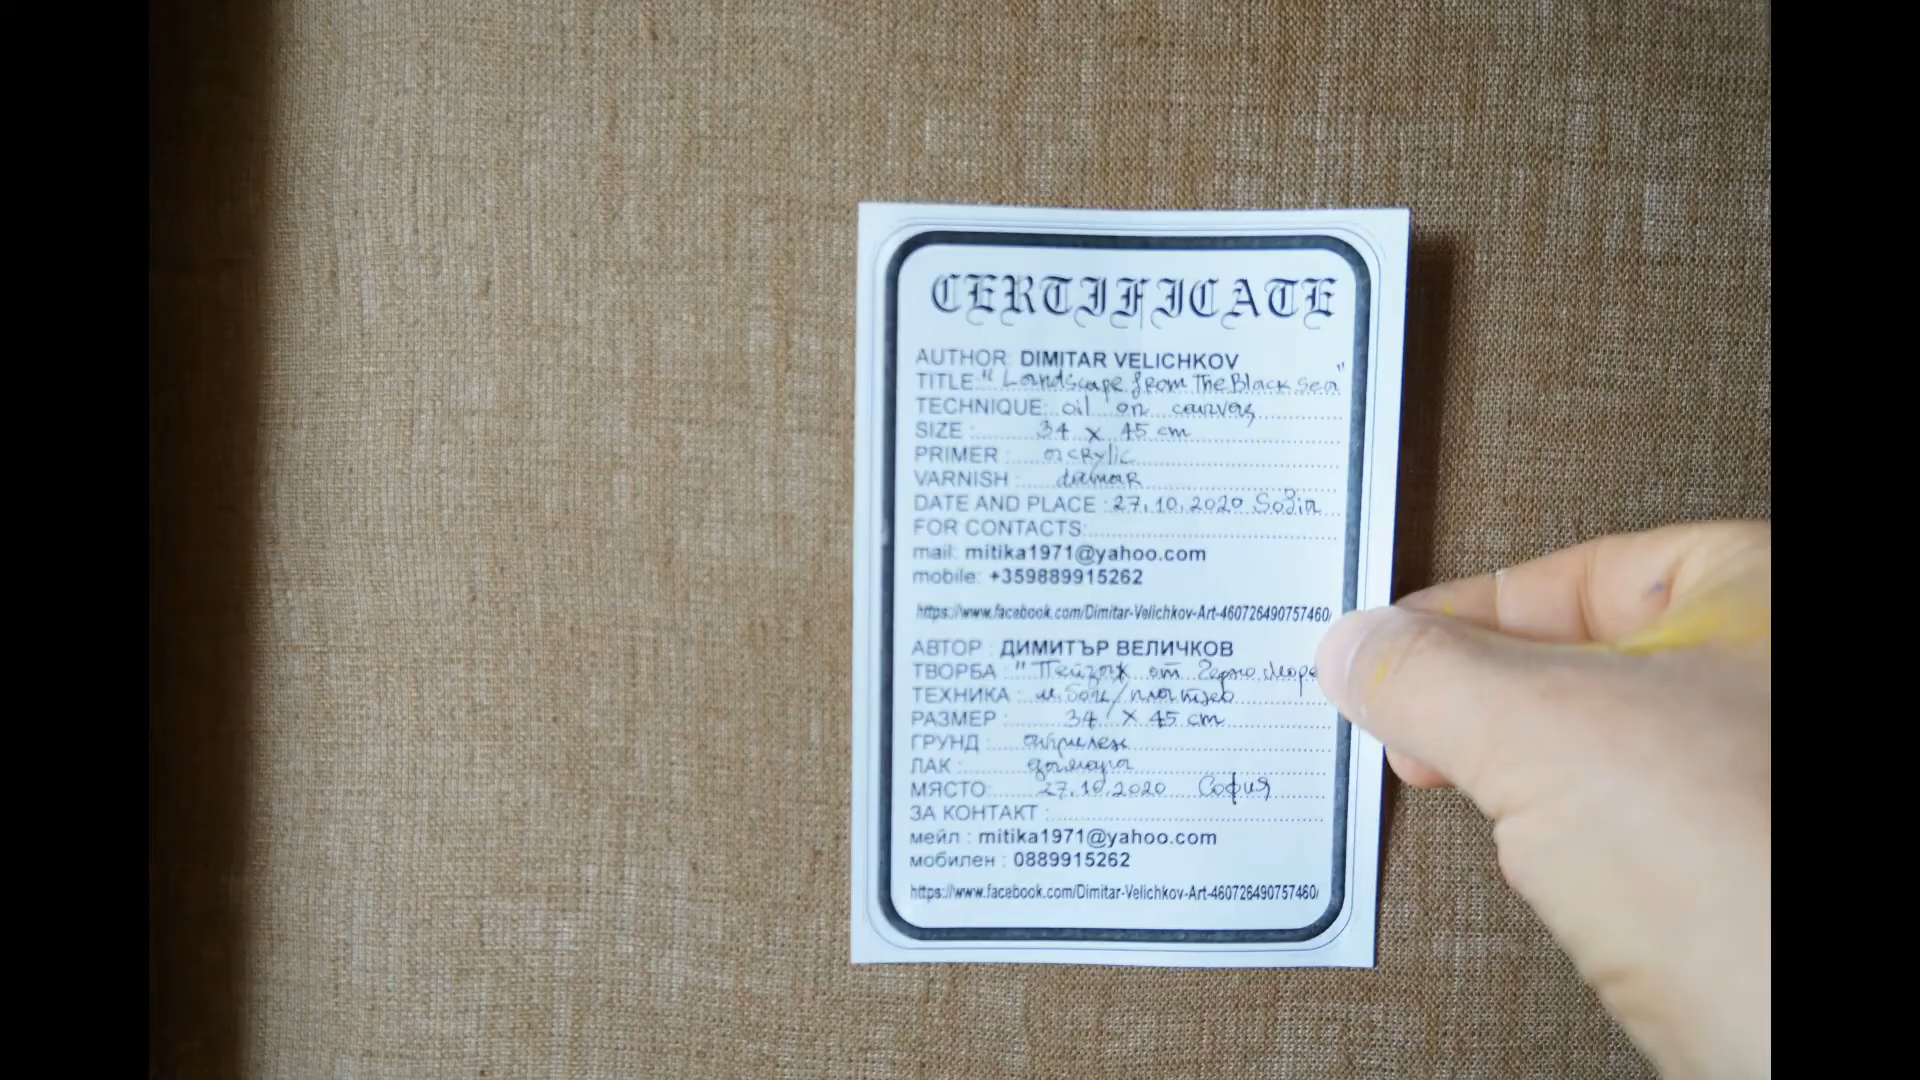 CERTIFICATE
AUTHOR: DIMITAR VELICHKOV
TITLE: "Landscape from The Black Sea"
TECHNIQUE: oil on canvas
SIZE : 34 x 45 cm
PRIMER : acrylic
VARNISH : damar
DATE AND PLACE : 27.10.2020 Sofia
FOR CONTACTS:
mail: mitika1971@yahoo.com
mobile: +359889915262
https://www.facebook.com/Dimitar-Velichkov-Art-460726490757460/
АВТОР : ДИМИТЪР ВЕЛИЧКОВ
ТВОРБА : "Пейзаж от Черно Море
ТЕХНИКА : м. бои/платно
РАЗМЕР : 34 x 45 cm
ГРУНД :
ЛАК : дамара
МЯСТО: 27.10.2020 София
ЗА КОНТАКТ :
мейл : mitika1971@yahoo.com
мобилен : 0889915262
https://www.facebook.com/Dimitar-Velichkov-Art-460726490757460/